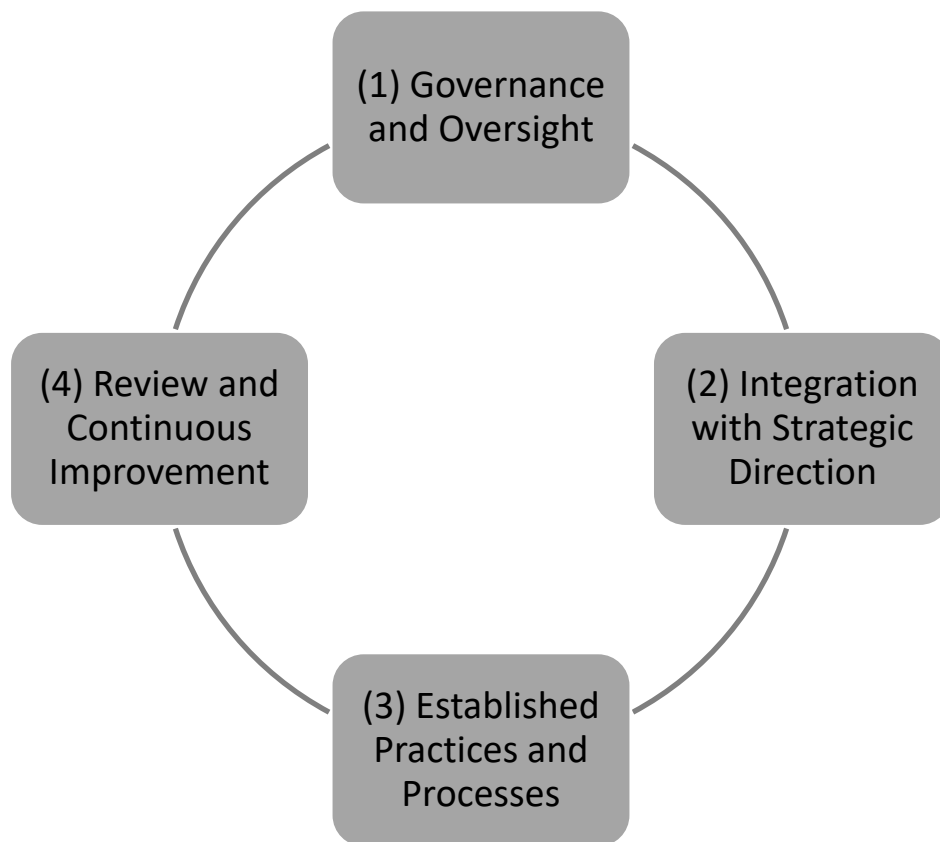 (1) Governance
and Oversight
(2) Integration
with Strategic
Direction
(3) Established
Practices and
Processes
(4) Review and
Continuous
Improvement